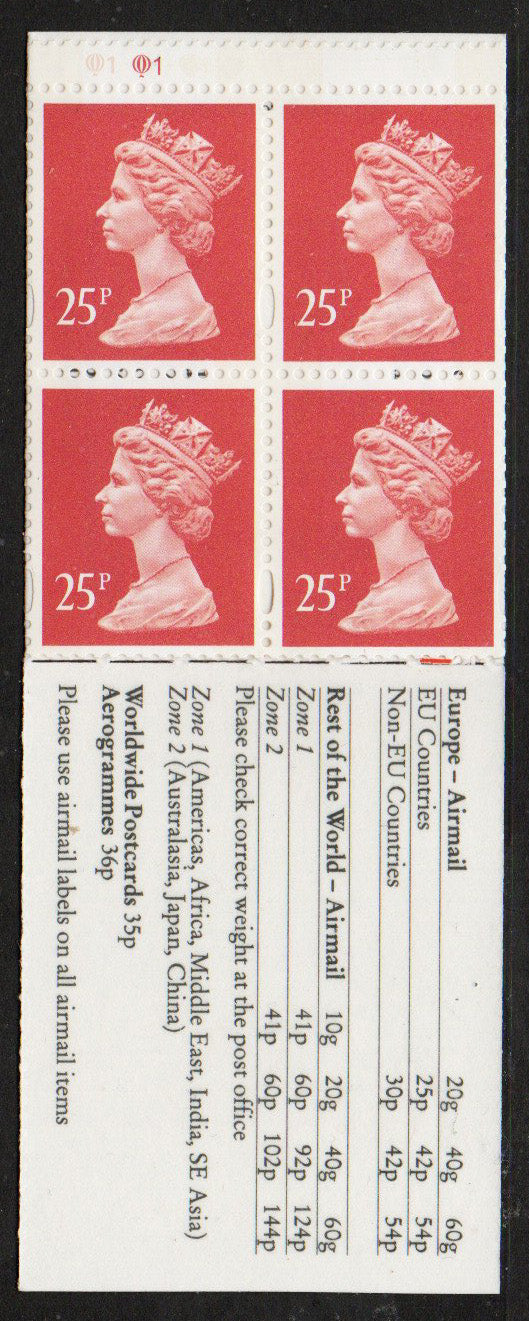 1 1
25P 25P
25P 25P
Europe – Airmail 20g 40g 60g
EU Countries 25p 42p 54p
Non-EU Countries 30p 42p 54p
Rest of the World – Airmail 10g 20g 40g 60g
Zone 1 41p 60p 92p 124p
Zone 2 41p 60p 102p 144p
Please check correct weight at the post office
Zone 1 (Americas, Africa, Middle East, India, SE Asia)
Zone 2 (Australasia, Japan, China)
Worldwide Postcards 35p
Aerogrammes 36p
Please use airmail labels on all airmail items